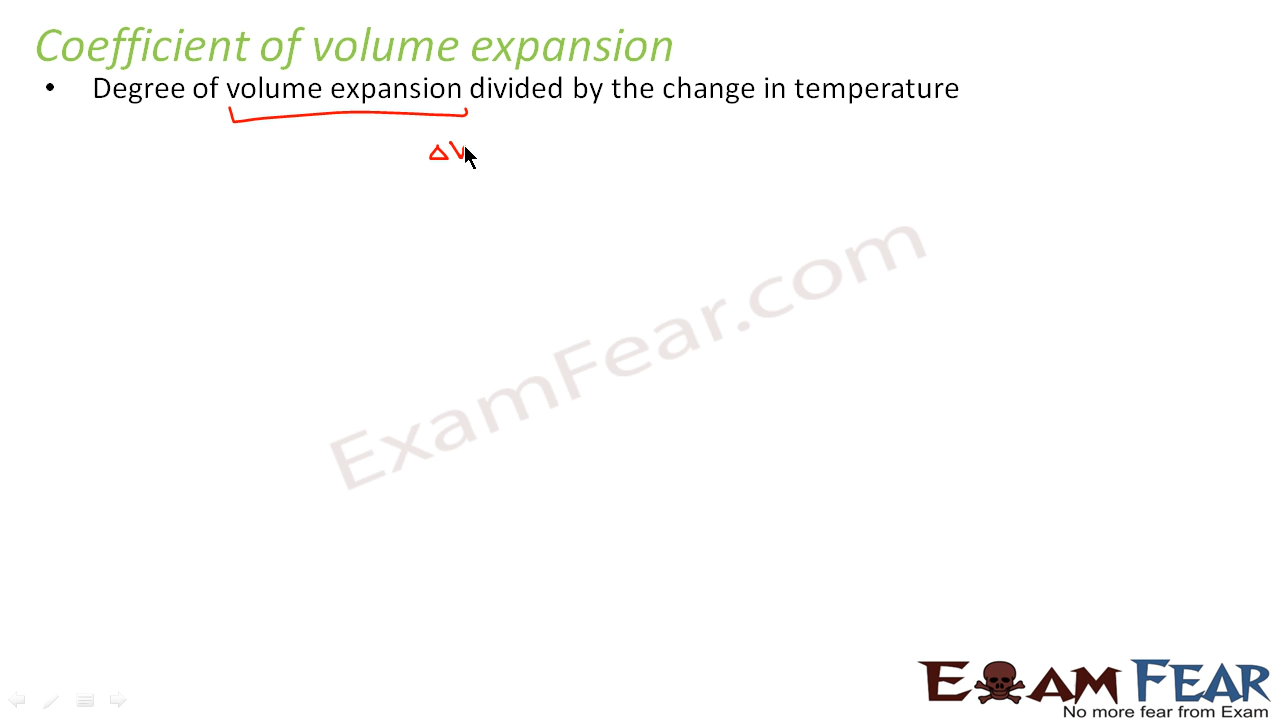 Coefficient of volume expansion
• Degree of volume expansion divided by the change in temperature
ΔV
ExamFear.com
EXAM FEAR
No more fear from Exam